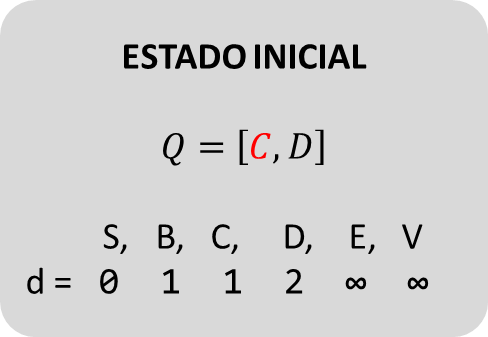 ESTADO INICIAL
Q = [C, D]
S, B, C, D, E, V
d = 0 1 1 2 ∞ ∞